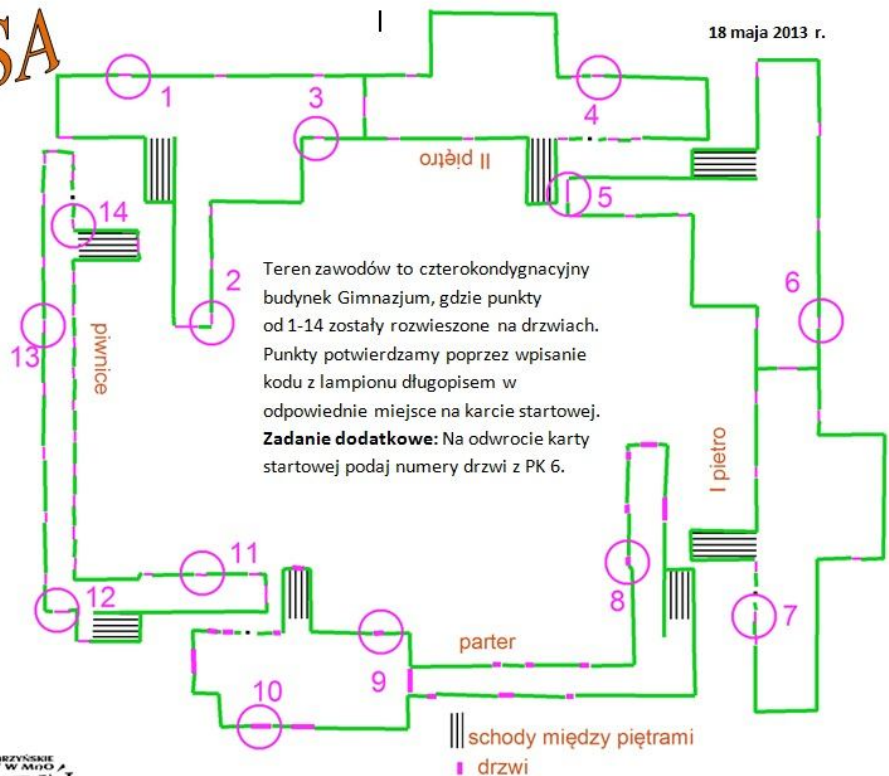 SA
18 maja 2013 r.
1
3
4
II piętro
5
14
2
6
13
piwnice
Teren zawodów to czterokondygnacyjny
budynek Gimnazjum, gdzie punkty
od 1-14 zostały rozwieszone na drzwiach.
Punkty potwierdzamy poprzez wpisanie
kodu z lampionu długopisem w
odpowiednie miejsce na karcie startowej.
Zadanie dodatkowe: Na odwrocie karty
startowej podaj numery drzwi z PK 6.
I pietro
11
12
8
7
parter
9
10
schody między piętrami
drzwi
W MnO